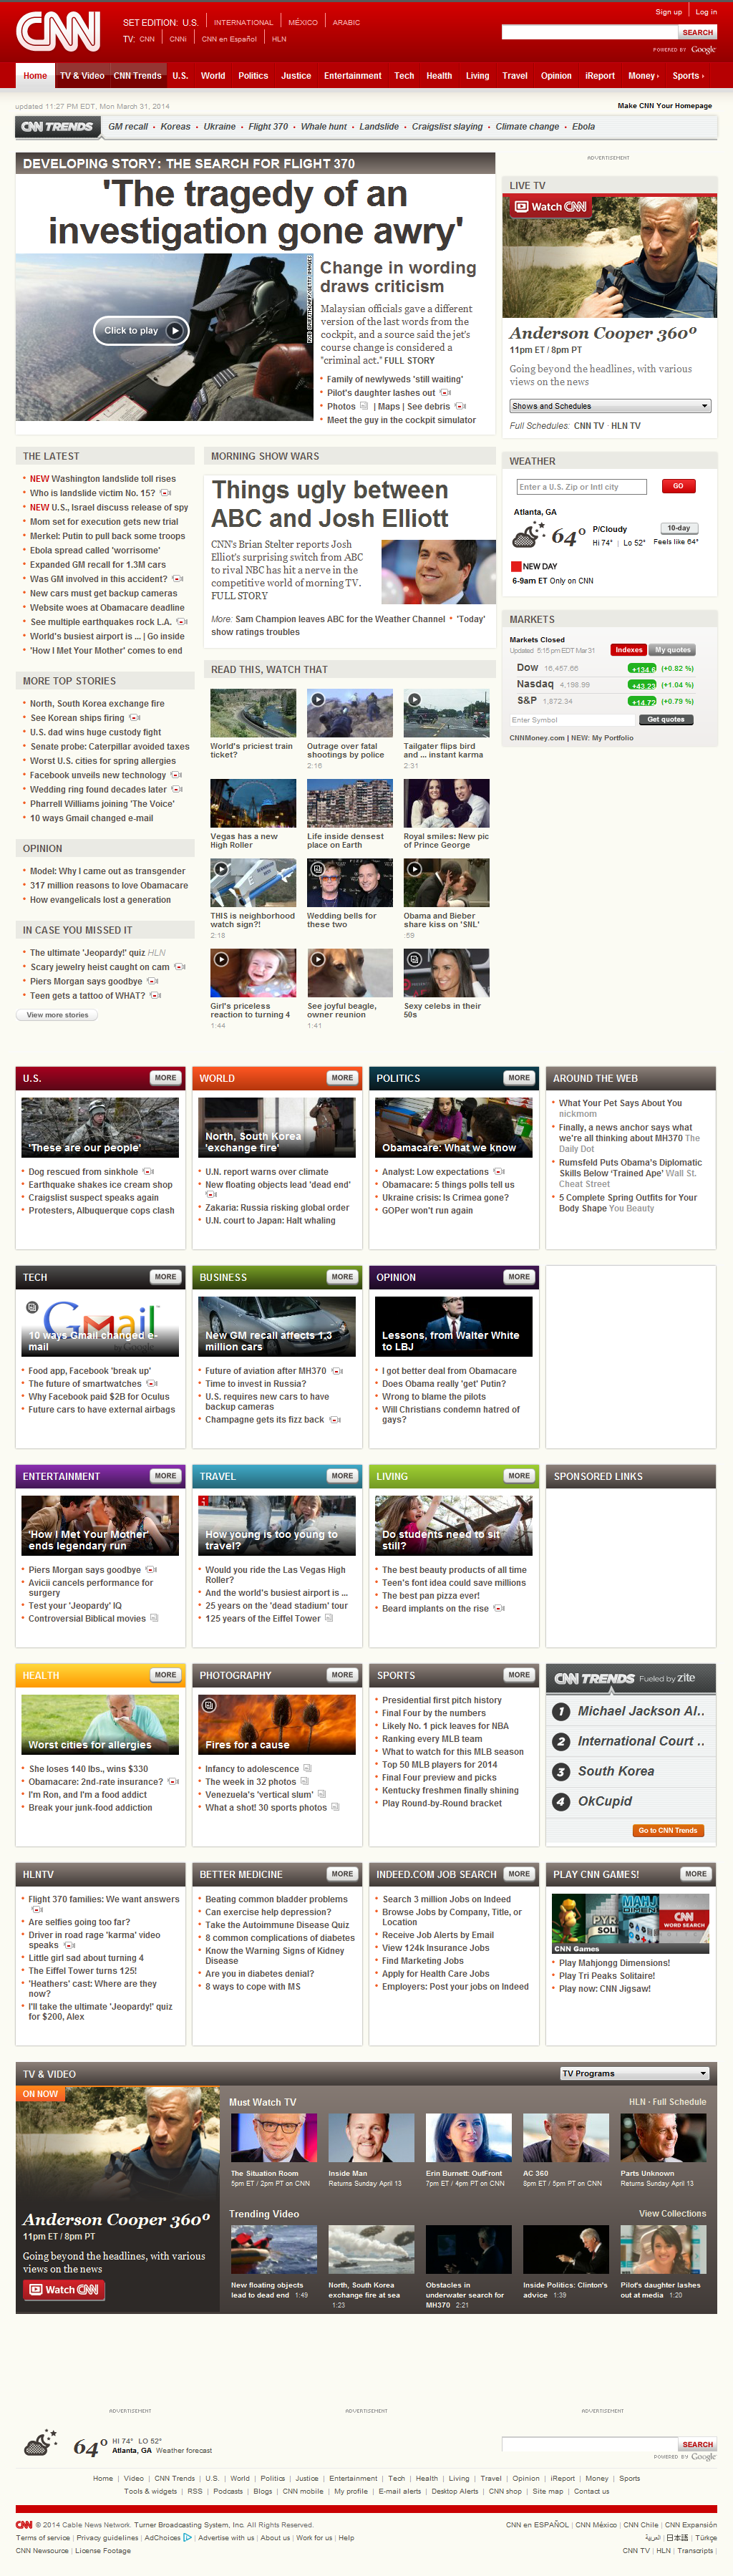 CNN
SET EDITION: U.S. INTERNATIONAL MÉXICO ARABIC
TV: CNN CNNi CNN en Español HLN
Sign up Log in
SEARCH
POWERED BY Google
Home TV & Video CNN Trends U.S. World Politics Justice Entertainment Tech Health Living Travel Opinion iReport Money Sports
updated 11:27 PM EDT, Mon March 31, 2014
Make CNN Your Homepage
CNN TRENDS GM recall • Koreas • Ukraine • Flight 370 • Whale hunt • Landslide • Craigslist slaying • Climate change • Ebola
DEVELOPING STORY: THE SEARCH FOR FLIGHT 370
'The tragedy of an
investigation gone awry'
Click to play
Change in wording
draws criticism
Malaysian officials gave a different
version of the last words from the
cockpit, and a source said the jet's
course change is considered a
"criminal act." FULL STORY
Family of newlyweds 'still waiting'
Pilot's daughter lashes out
Photos | Maps | See debris
Meet the guy in the cockpit simulator
ADVERTISEMENT
LIVE TV
Watch CNN
Anderson Cooper 360º
11pm ET / 8pm PT
Going beyond the headlines, with various
views on the news
Shows and Schedules
Full Schedules: CNN TV · HLN TV
THE LATEST
NEW Washington landslide toll rises
Who is landslide victim No. 15?
NEW U.S., Israel discuss release of spy
Mom set for execution gets new trial
Merkel: Putin to pull back some troops
Ebola spread called 'worrisome'
Expanded GM recall for 1.3M cars
Was GM involved in this accident?
New cars must get backup cameras
Website woes at Obamacare deadline
See multiple earthquakes rock L.A.
World's busiest airport is ... | Go inside
'How I Met Your Mother' comes to end
MORE TOP STORIES
North, South Korea exchange fire
See Korean ships firing
U.S. dad wins huge custody fight
Senate probe: Caterpillar avoided taxes
Worst U.S. cities for spring allergies
Facebook unveils new technology
Wedding ring found decades later
Pharrell Williams joining 'The Voice'
10 ways Gmail changed e-mail
OPINION
Model: Why I came out as transgender
317 million reasons to love Obamacare
How evangelicals lost a generation
IN CASE YOU MISSED IT
The ultimate 'Jeopardy!' quiz HLN
Scary jewelry heist caught on cam
Piers Morgan says goodbye
Teen gets a tattoo of WHAT?
View more stories
MORNING SHOW WARS
Things ugly between
ABC and Josh Elliott
CNN's Brian Stelter reports Josh
Elliot's surprising switch from ABC
to rival NBC has hit a nerve in the
competitive world of morning TV.
FULL STORY
More: Sam Champion leaves ABC for the Weather Channel • 'Today'
show ratings troubles
READ THIS, WATCH THAT
World's priciest train
ticket?
Outrage over fatal
shootings by police
2:16
Tailgater flips bird
and ... instant karma
2:31
Vegas has a new
High Roller
Life inside densest
place on Earth
Royal smiles: New pic
of Prince George
THIS is neighborhood
watch sign?!
2:18
Wedding bells for
these two
Obama and Bieber
share kiss on 'SNL'
:59
Girl's priceless
reaction to turning 4
1:44
See joyful beagle,
owner reunion
1:41
Sexy celebs in their
50s
WEATHER
Enter a U.S. Zip or Intl city GO
Atlanta, GA
64º P/Cloudy 10-day
Hi 74° Lo 52° Feels like 64°
NEW DAY
6-9am ET Only on CNN
MARKETS
Markets Closed
Updated 5:15 pm EDT Mar 31 Indexes My quotes
Dow 16,457.66 +134.6 (+0.82 %)
Nasdaq 4,198.99 +43.23 (+1.04 %)
S&P 1,872.34 +14.72 (+0.79 %)
Enter Symbol Get quotes
CNNMoney.com | NEW: My Portfolio
U.S. MORE
'These are our people'
Dog rescued from sinkhole
Earthquake shakes ice cream shop
Craigslist suspect speaks again
Protesters, Albuquerque cops clash
WORLD MORE
North, South Korea
'exchange fire'
U.N. report warns over climate
New floating objects lead 'dead end'
Zakaria: Russia risking global order
U.N. court to Japan: Halt whaling
POLITICS MORE
Obamacare: What we know
Analyst: Low expectations
Obamacare: 5 things polls tell us
Ukraine crisis: Is Crimea gone?
GOPer won't run again
AROUND THE WEB
What Your Pet Says About You
nickmom
Finally, a news anchor says what
we're all thinking about MH370 The
Daily Dot
Rumsfeld Puts Obama's Diplomatic
Skills Below 'Trained Ape' Wall St.
Cheat Street
5 Complete Spring Outfits for Your
Body Shape You Beauty
TECH MORE
Gmail
10 ways Gmail changed e-
mail
Food app, Facebook 'break up'
The future of smartwatches
Why Facebook paid $2B for Oculus
Future cars to have external airbags
BUSINESS MORE
New GM recall affects 1.3
million cars
Future of aviation after MH370
Time to invest in Russia?
U.S. requires new cars to have
backup cameras
Champagne gets its fizz back
OPINION MORE
Lessons, from Walter White
to LBJ
I got better deal from Obamacare
Does Obama really 'get' Putin?
Wrong to blame the pilots
Will Christians condemn hatred of
gays?
ENTERTAINMENT MORE
'How I Met Your Mother'
ends legendary run
Piers Morgan says goodbye
Avicii cancels performance for
surgery
Test your 'Jeopardy' IQ
Controversial Biblical movies
TRAVEL MORE
How young is too young to
travel?
Would you ride the Las Vegas High
Roller?
And the world's busiest airport is ...
25 years on the 'dead stadium' tour
125 years of the Eiffel Tower
LIVING MORE
Do students need to sit
still?
The best beauty products of all time
Teen's font idea could save millions
The best pan pizza ever!
Beard implants on the rise
SPONSORED LINKS
HEALTH MORE
Worst cities for allergies
She loses 140 lbs., wins $330
Obamacare: 2nd-rate insurance?
I'm Ron, and I'm a food addict
Break your junk-food addiction
PHOTOGRAPHY MORE
Fires for a cause
Infancy to adolescence
The week in 32 photos
Venezuela's 'vertical slum'
What a shot! 30 sports photos
SPORTS MORE
Presidential first pitch history
Final Four by the numbers
Likely No. 1 pick leaves for NBA
Ranking every MLB team
What to watch for this MLB season
Top 50 MLB players for 2014
Final Four preview and picks
Kentucky freshmen finally shining
Play Round-by-Round bracket
CNN TRENDS Fueled by zite
1 Michael Jackson Al..
2 International Court ..
3 South Korea
4 OkCupid
Go to CNN Trends
HLNTV
Flight 370 families: We want answers
Are selfies going too far?
Driver in road rage 'karma' video
speaks
Little girl sad about turning 4
The Eiffel Tower turns 125!
'Heathers' cast: Where are they
now?
I'll take the ultimate 'Jeopardy!' quiz
for $200, Alex
BETTER MEDICINE MORE
Beating common bladder problems
Can exercise help depression?
Take the Autoimmune Disease Quiz
8 common complications of diabetes
Know the Warning Signs of Kidney
Disease
Are you in diabetes denial?
8 ways to cope with MS
INDEED.COM JOB SEARCH MORE
Search 3 million Jobs on Indeed
Browse Jobs by Company, Title, or
Location
Receive Job Alerts by Email
View 124k Insurance Jobs
Find Marketing Jobs
Apply for Health Care Jobs
Employers: Post your jobs on Indeed
PLAY CNN GAMES! MORE
CNN WORD SEARCH
CNN Games
Play Mahjongg Dimensions!
Play Tri Peaks Solitaire!
Play now: CNN Jigsaw!
TV & VIDEO TV Programs
ON NOW
Anderson Cooper 360º
11pm ET / 8pm PT
Going beyond the headlines, with various
views on the news
Watch CNN
Must Watch TV HLN - Full Schedule
The Situation Room
5pm ET / 2pm PT on CNN
Inside Man
Returns Sunday April 13
Erin Burnett: OutFront
7pm ET / 4pm PT on CNN
AC 360
8pm ET / 5pm PT on CNN
Parts Unknown
Returns Sunday April 13
Trending Video View Collections
New floating objects
lead to dead end 1:49
North, South Korea
exchange fire at sea
1:23
Obstacles in
underwater search for
MH370 2:21
Inside Politics: Clinton's
advice 1:39
Pilot's daughter lashes
out at media 1:20
ADVERTISEMENT ADVERTISEMENT ADVERTISEMENT
64º HI 74° LO 52°
Atlanta, GA Weather forecast
SEARCH
POWERED BY Google
Home | Video | CNN Trends | U.S. | World | Politics | Justice | Entertainment | Tech | Health | Living | Travel | Opinion | iReport | Money | Sports
Tools & widgets | RSS | Podcasts | Blogs | CNN mobile | My profile | E-mail alerts | Desktop Alerts | CNN shop | Site map | Contact us
CNN © 2014 Cable News Network. Turner Broadcasting System, Inc. All Rights Reserved.
Terms of service | Privacy guidelines | AdChoices | Advertise with us | About us | Work for us | Help
CNN Newsource | License Footage
CNN en ESPAÑOL | CNN México | CNN Chile | CNN Expansión
العربية | 日本語 | Türkçe
CNN TV | HLN | Transcripts